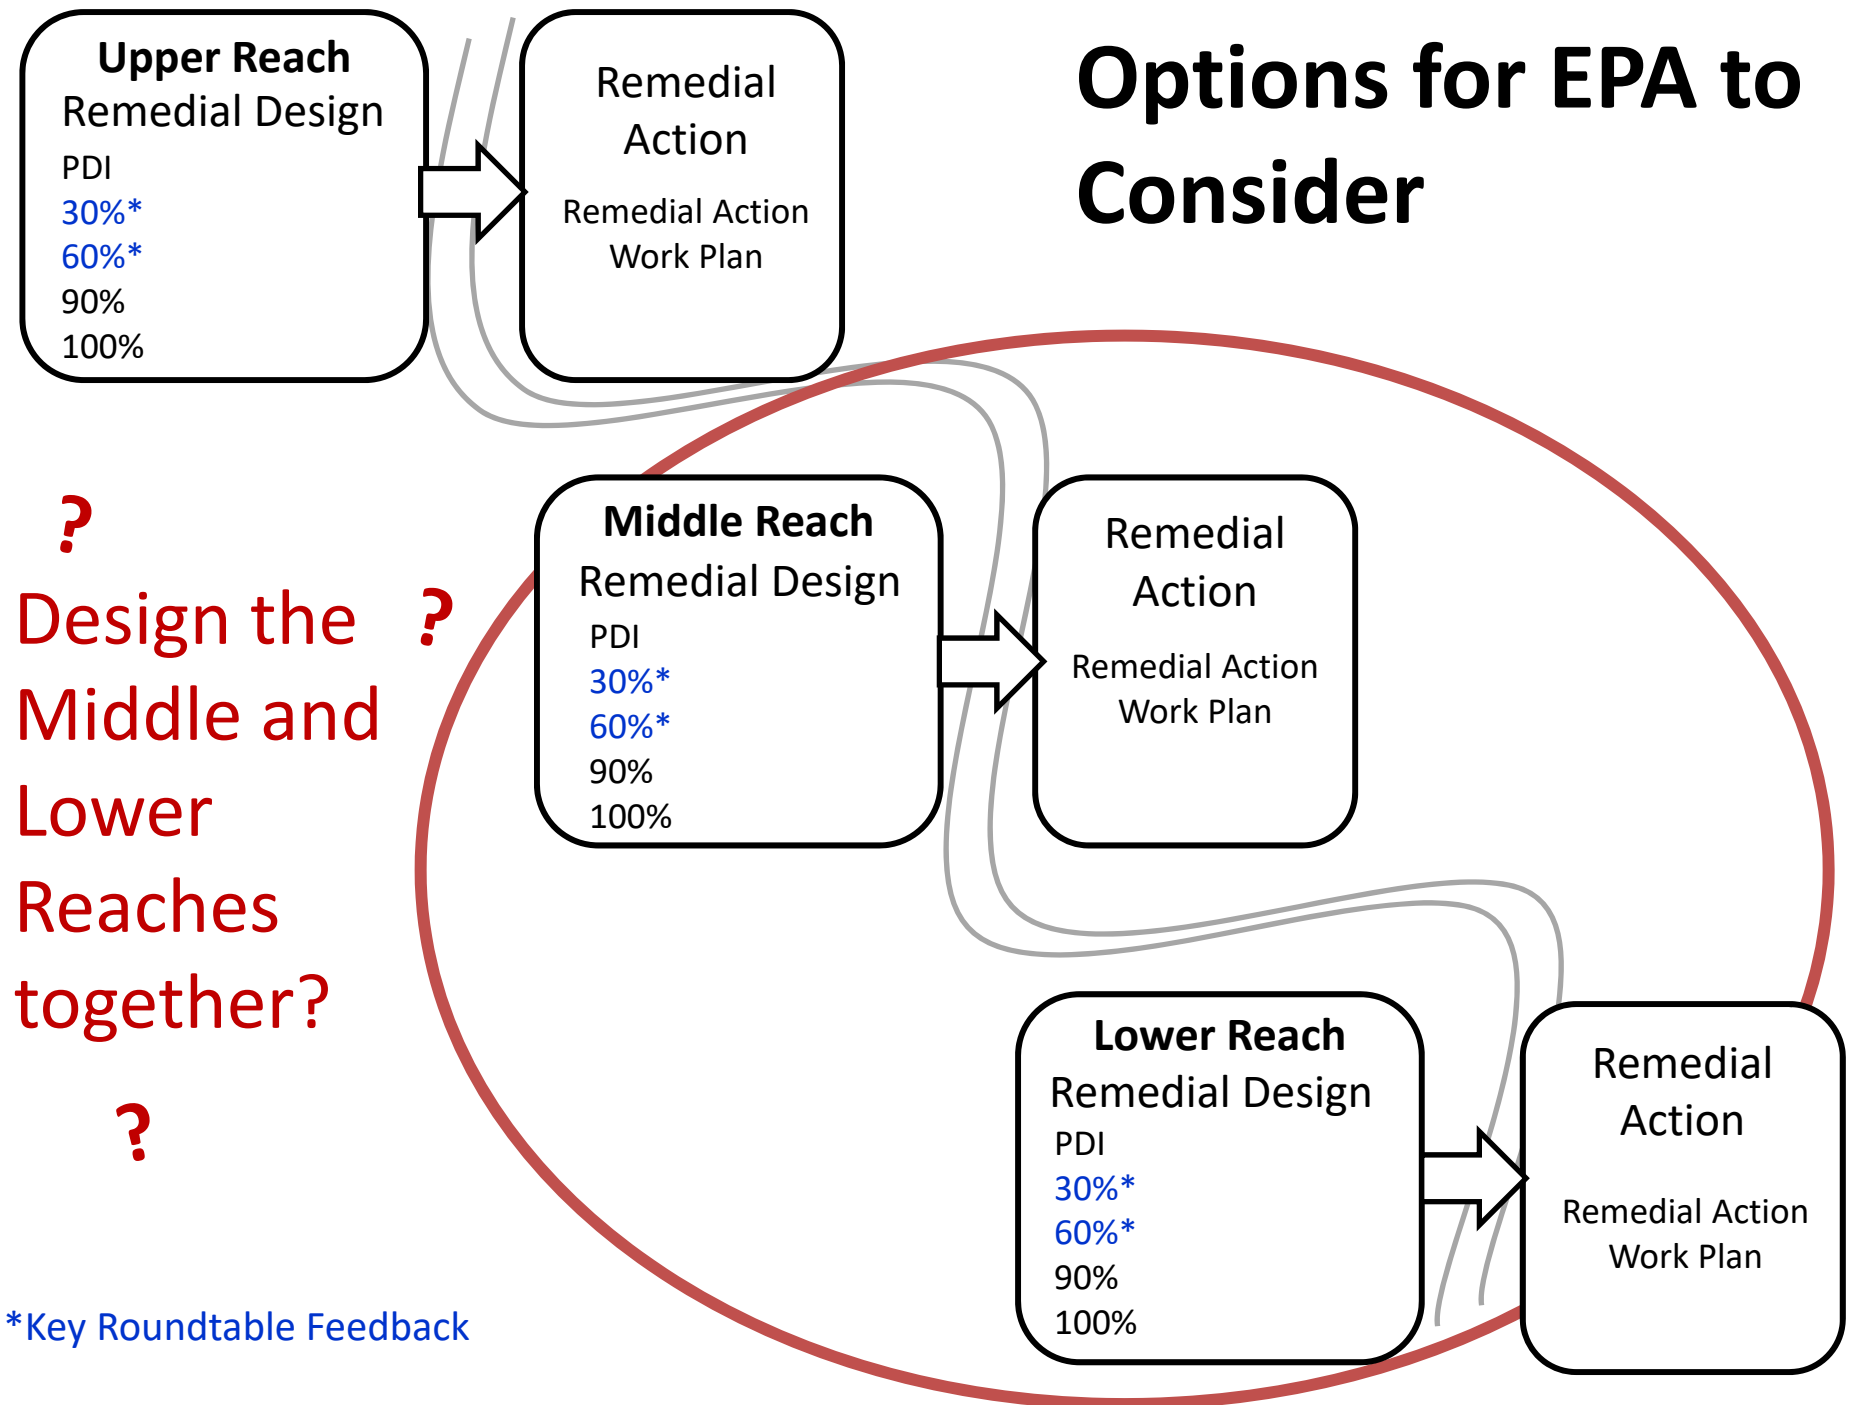 Options for EPA to
Consider
Upper Reach
Remedial Design
PDI
30%*
60%*
90%
100%
Remedial
Action
Remedial Action
Work Plan
?
Design the
?
Middle and
Lower
Reaches
together?
?
Middle Reach
Remedial Design
PDI
30%*
60%*
90%
100%
Remedial
Action
Remedial Action
Work Plan
Lower Reach
Remedial Design
PDI
30%*
60%*
90%
100%
Remedial
Action
Remedial Action
Work Plan
*Key Roundtable Feedback